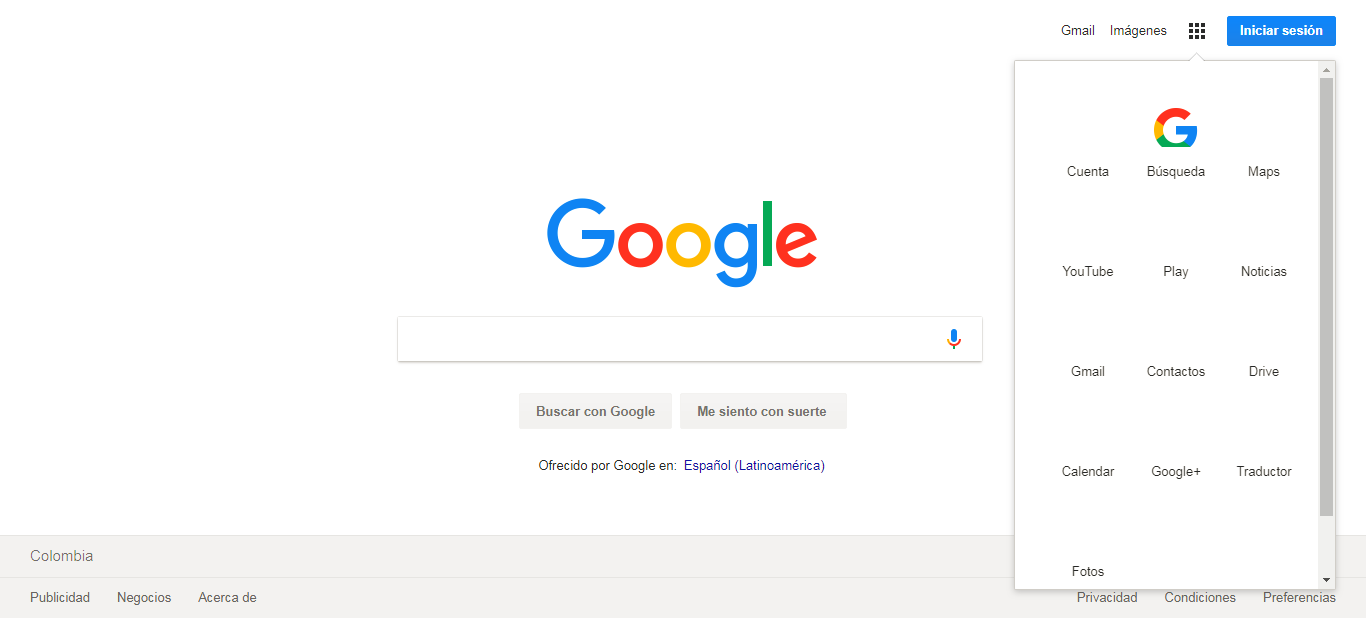 Gmail Imágenes Iniciar sesión
Cuenta Búsqueda Maps
Google
YouTube Play Noticias
Gmail Contactos Drive
Buscar con Google Me siento con suerte
Ofrecido por Google en: Español (Latinoamérica)
Calendar Google+ Traductor
Colombia
Fotos
Publicidad Negocios Acerca de Privacidad Condiciones Preferencias